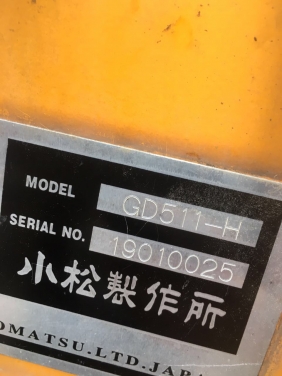 MODEL GD511-H
SERIAL NO. 19010025
小松製作所
OMATSU.LTD.JAPA